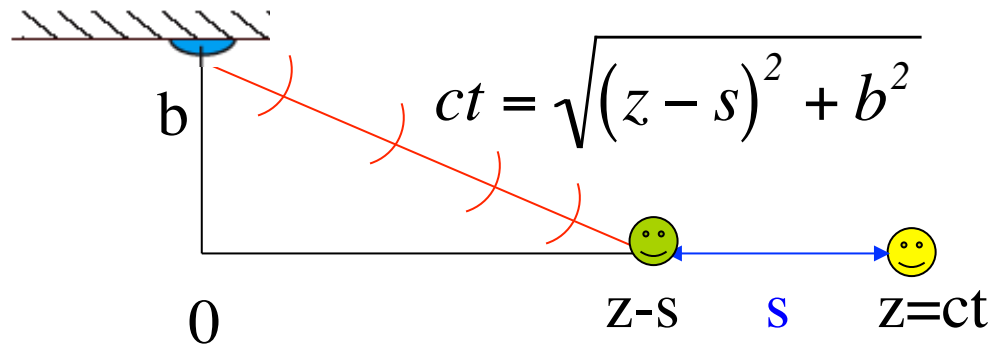 b
ct = √((z − s)² + b²)
0
z-s
s
z=ct